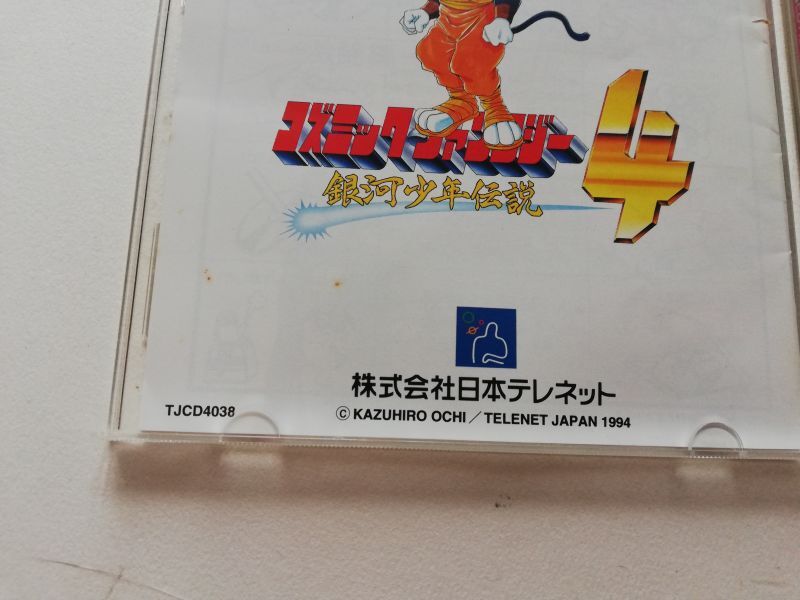 コズミックファンタジー4
銀河少年伝説
株式会社日本テレネット
TJCD4038
© KAZUHIRO OCHI / TELENET JAPAN 1994